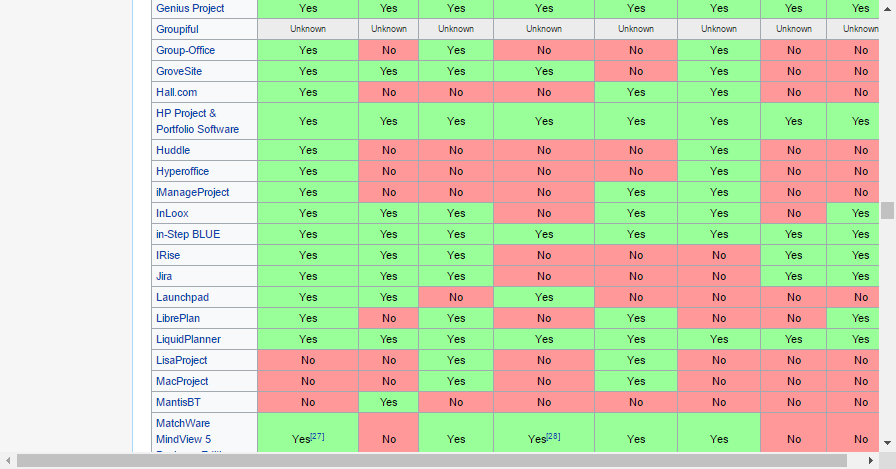 Genius Project Yes Yes Yes Yes Yes Yes Yes Yes
Groupiful Unknown Unknown Unknown Unknown Unknown Unknown Unknown Unknown
Group-Office Yes No Yes No No Yes No No
GroveSite Yes Yes Yes Yes No Yes No No
Hall.com Yes No No No Yes Yes No No
HP Project &
Portfolio Software Yes Yes Yes Yes Yes Yes Yes Yes
Huddle Yes No No No No Yes No No
Hyperoffice Yes No No No No Yes No No
iManageProject Yes No No No Yes Yes No No
InLoox Yes Yes Yes No Yes Yes No Yes
in-Step BLUE Yes Yes Yes Yes Yes Yes Yes Yes
IRise Yes Yes Yes No No No Yes Yes
Jira Yes Yes Yes No No No Yes Yes
Launchpad Yes Yes No Yes No No No No
LibrePlan Yes No Yes No Yes No No Yes
LiquidPlanner Yes Yes Yes Yes Yes Yes Yes Yes
LisaProject No No Yes No Yes No No No
MacProject No No Yes No Yes No No No
MantisBT No Yes No No No No No No
MatchWare
MindView 5 Yes[27] No Yes Yes[28] Yes Yes No No